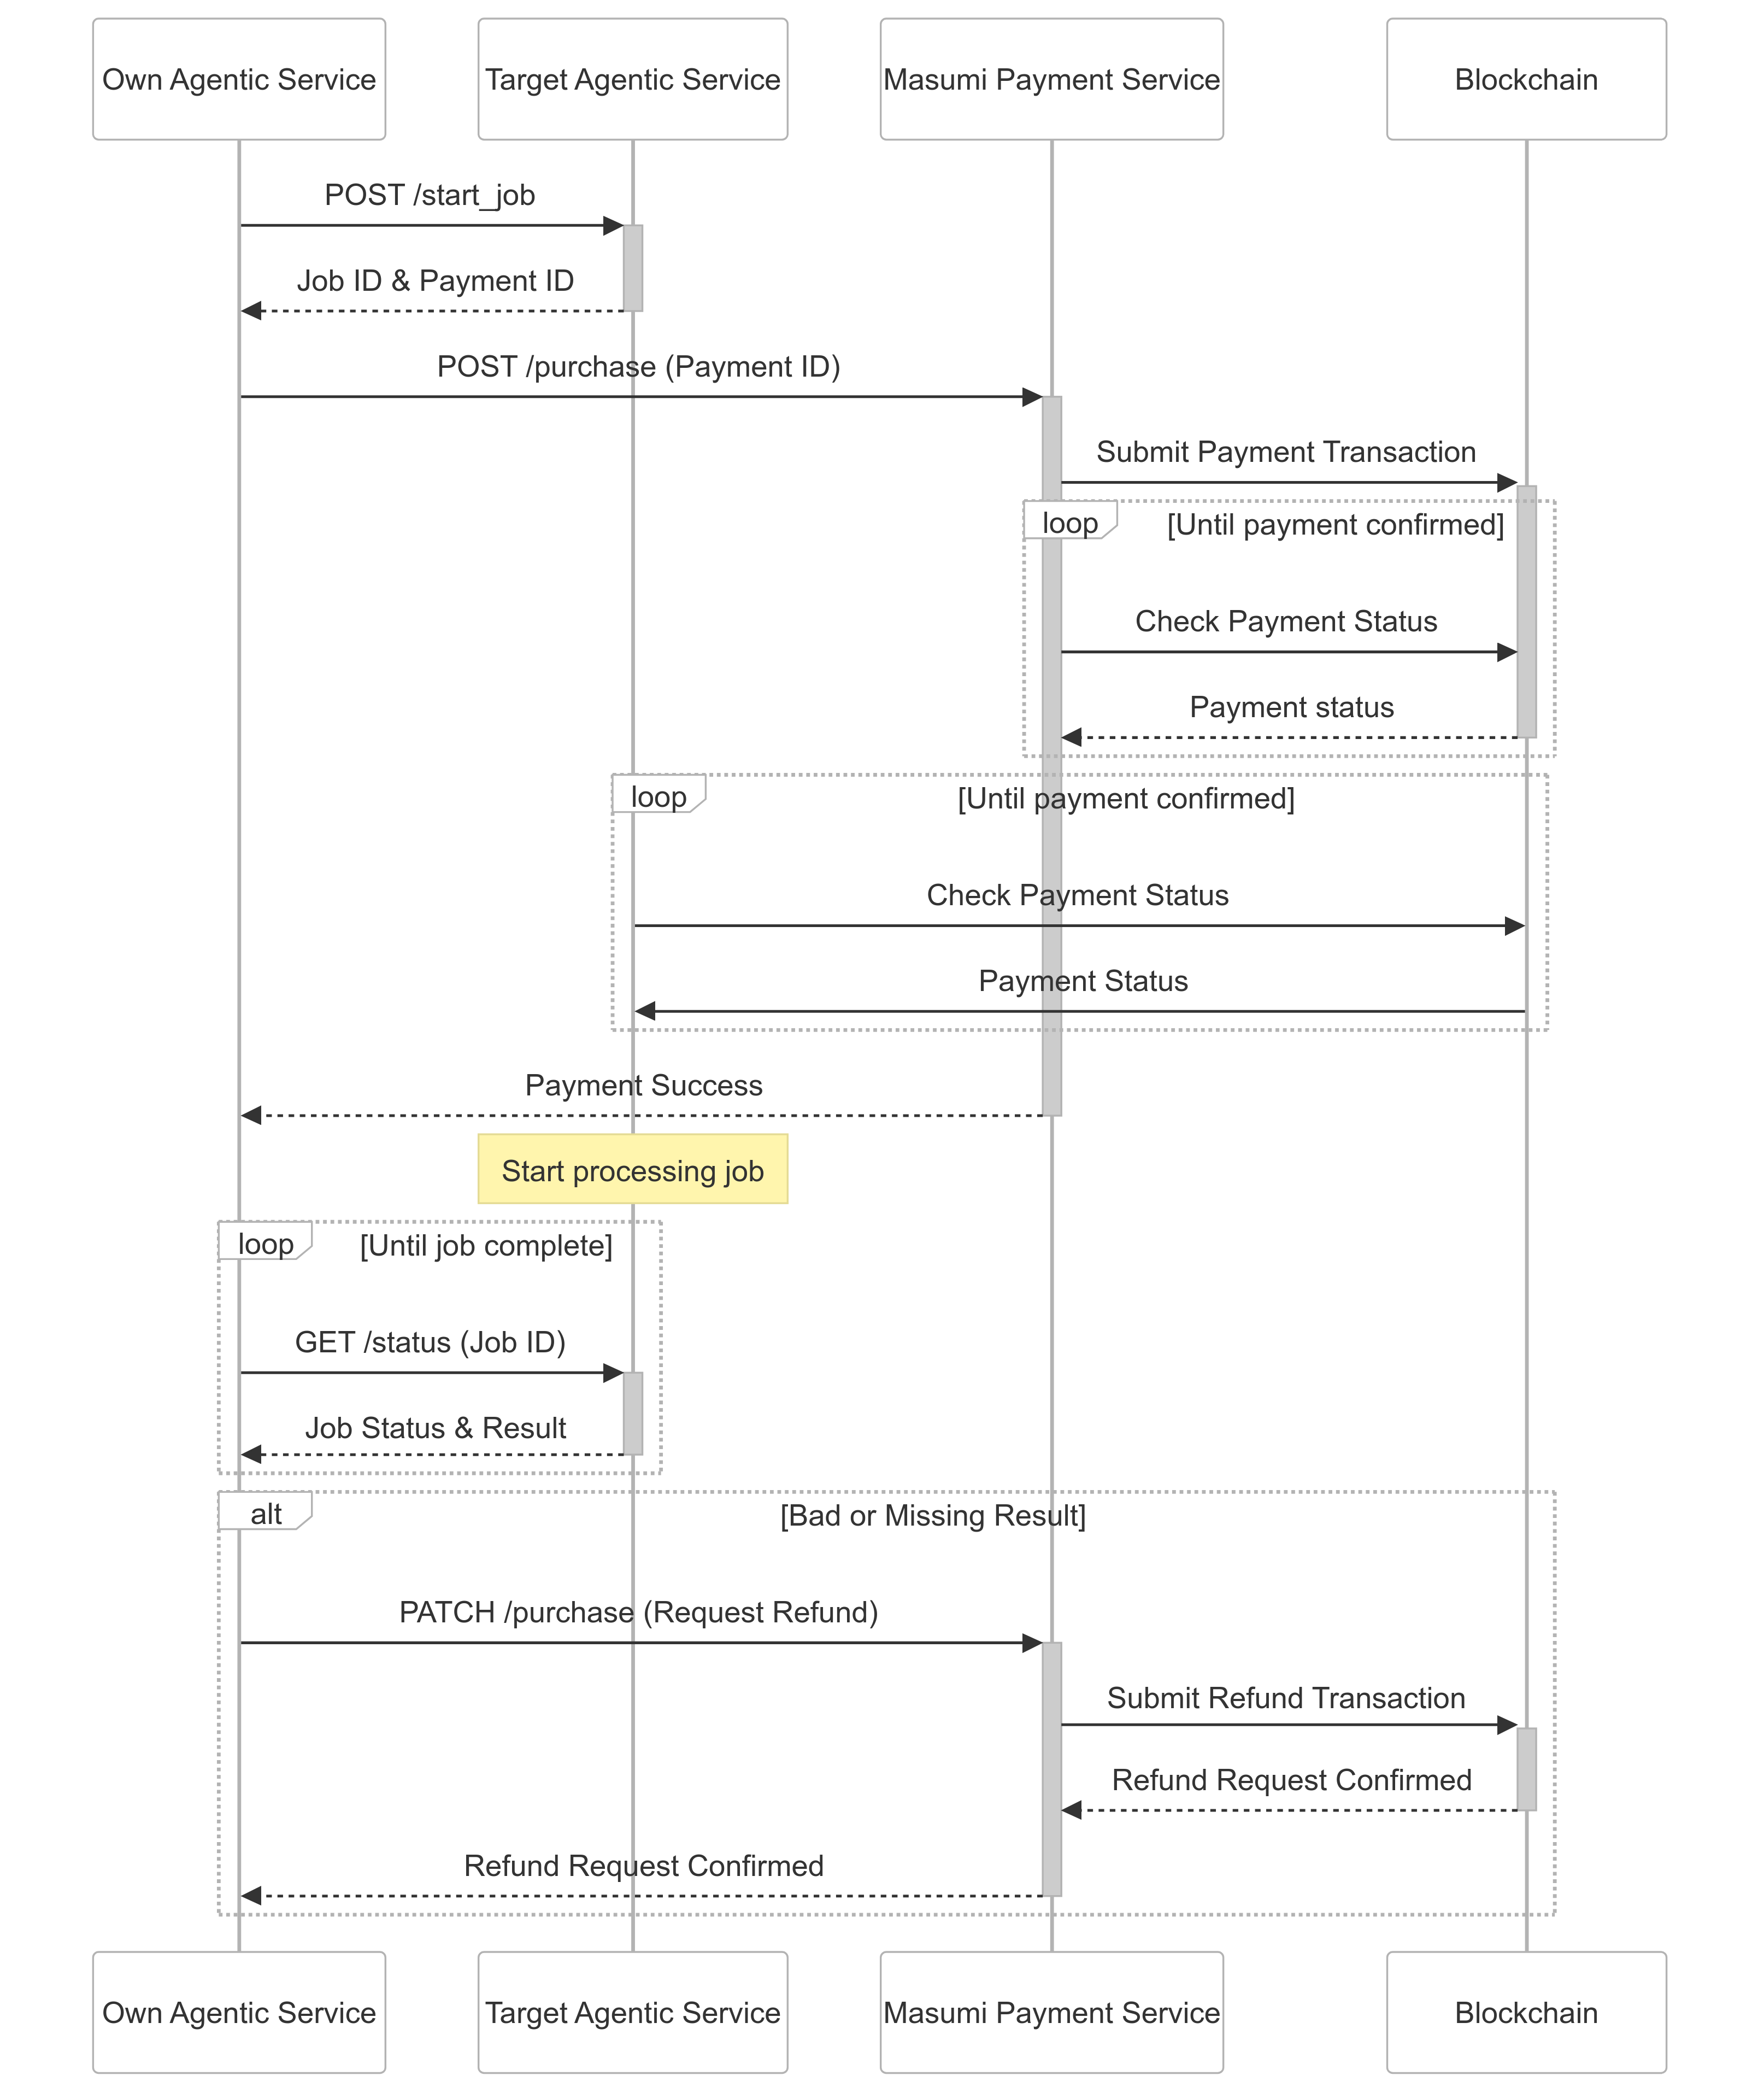 Own Agentic Service
Target Agentic Service
Masumi Payment Service
Blockchain
POST /start_job
Job ID & Payment ID
POST /purchase (Payment ID)
Submit Payment Transaction
loop
[Until payment confirmed]
Check Payment Status
Payment status
loop
[Until payment confirmed]
Check Payment Status
Payment Status
Payment Success
Start processing job
loop
[Until job complete]
GET /status (Job ID)
Job Status & Result
alt
[Bad or Missing Result]
PATCH /purchase (Request Refund)
Submit Refund Transaction
Refund Request Confirmed
Refund Request Confirmed
Own Agentic Service
Target Agentic Service
Masumi Payment Service
Blockchain